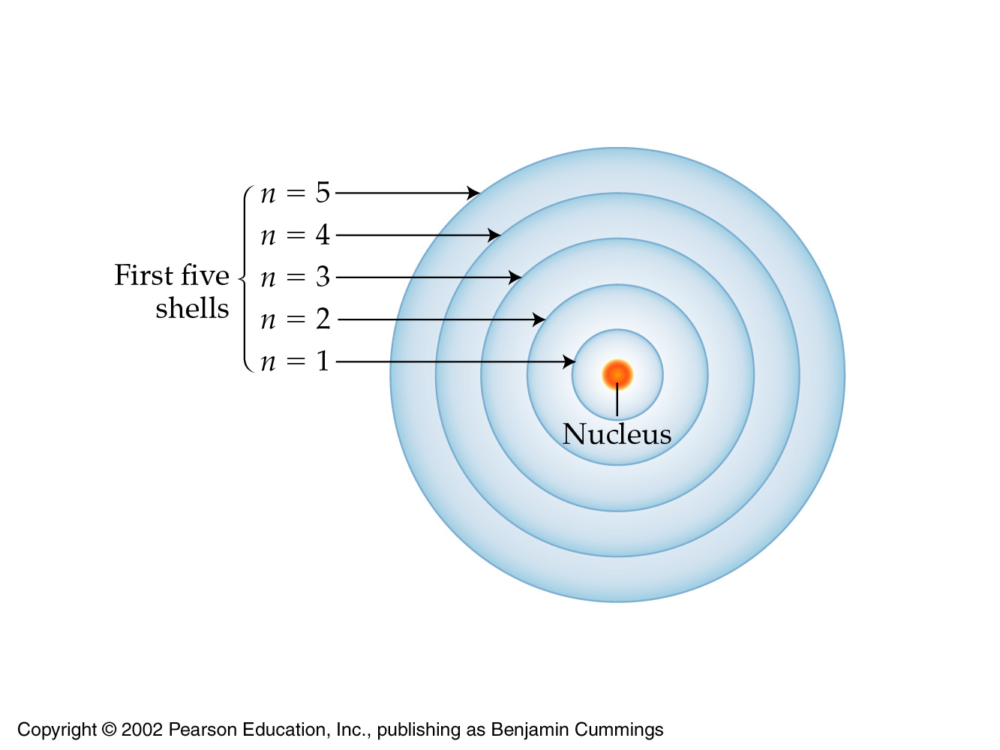 n = 5
n = 4
First five
shells
n = 3
n = 2
n = 1
Nucleus
Copyright © 2002 Pearson Education, Inc., publishing as Benjamin Cummings